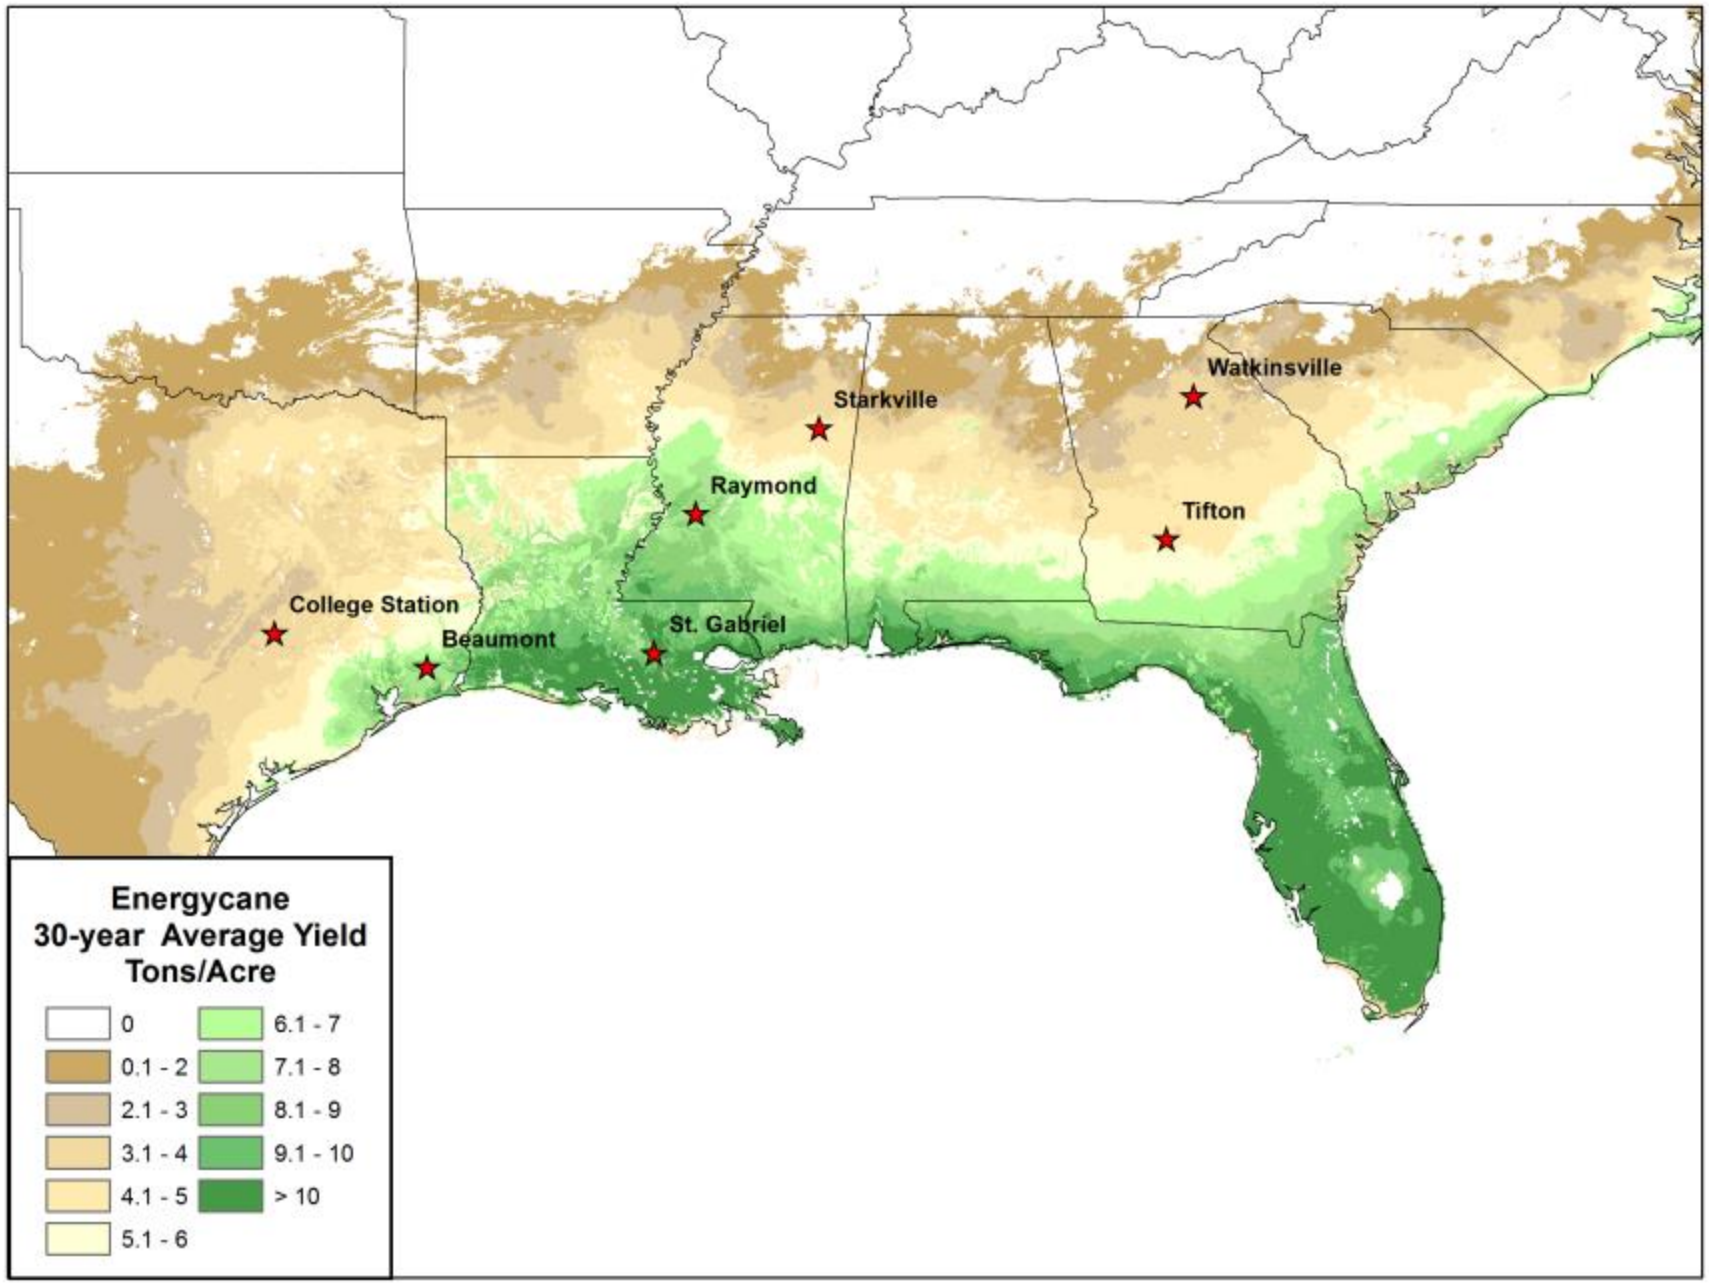 Watkinsville
Starkville
Raymond
Tifton
College Station
St. Gabriel
Beaumont
Energycane
30-year Average Yield
Tons/Acre
0
0.1 - 2
2.1 - 3
3.1 - 4
4.1 - 5
5.1 - 6
6.1 - 7
7.1 - 8
8.1 - 9
9.1 - 10
> 10